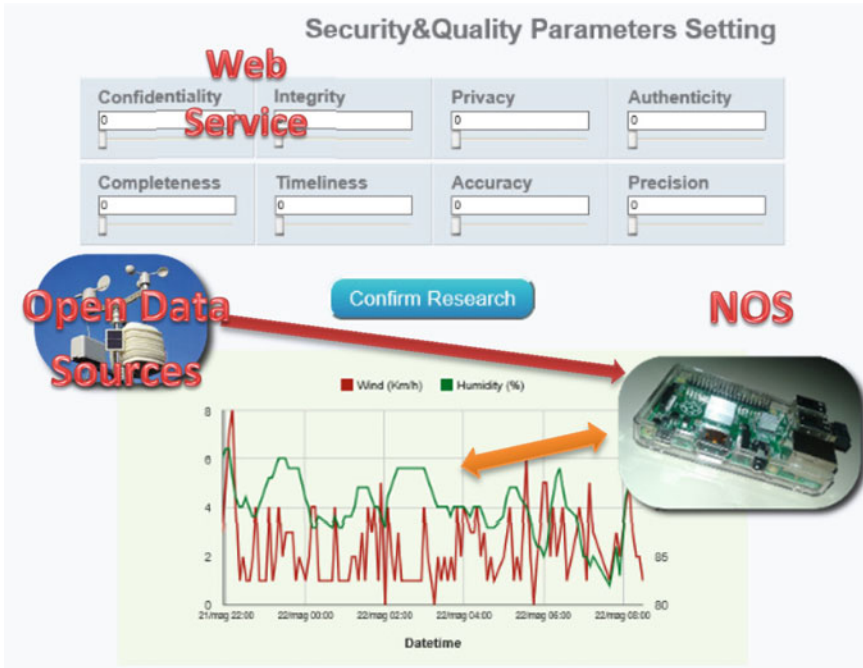 Security&Quality Parameters Setting
Web
Service
Confidentiality
Integrity
Privacy
Authenticity
0
0
0
Completeness
Timeliness
Accuracy
Precision
0
0
0
0
Confirm Research
Open Data
Sources
NOS
Wind (Km/h)
Humidity (%)
8
6
4
2
0
85
80
21/mag 22:00
22/mag 00:00
22/mag 02:00
22/mag 04:00
22/mag 06:00
22/mag 08:00
Datetime